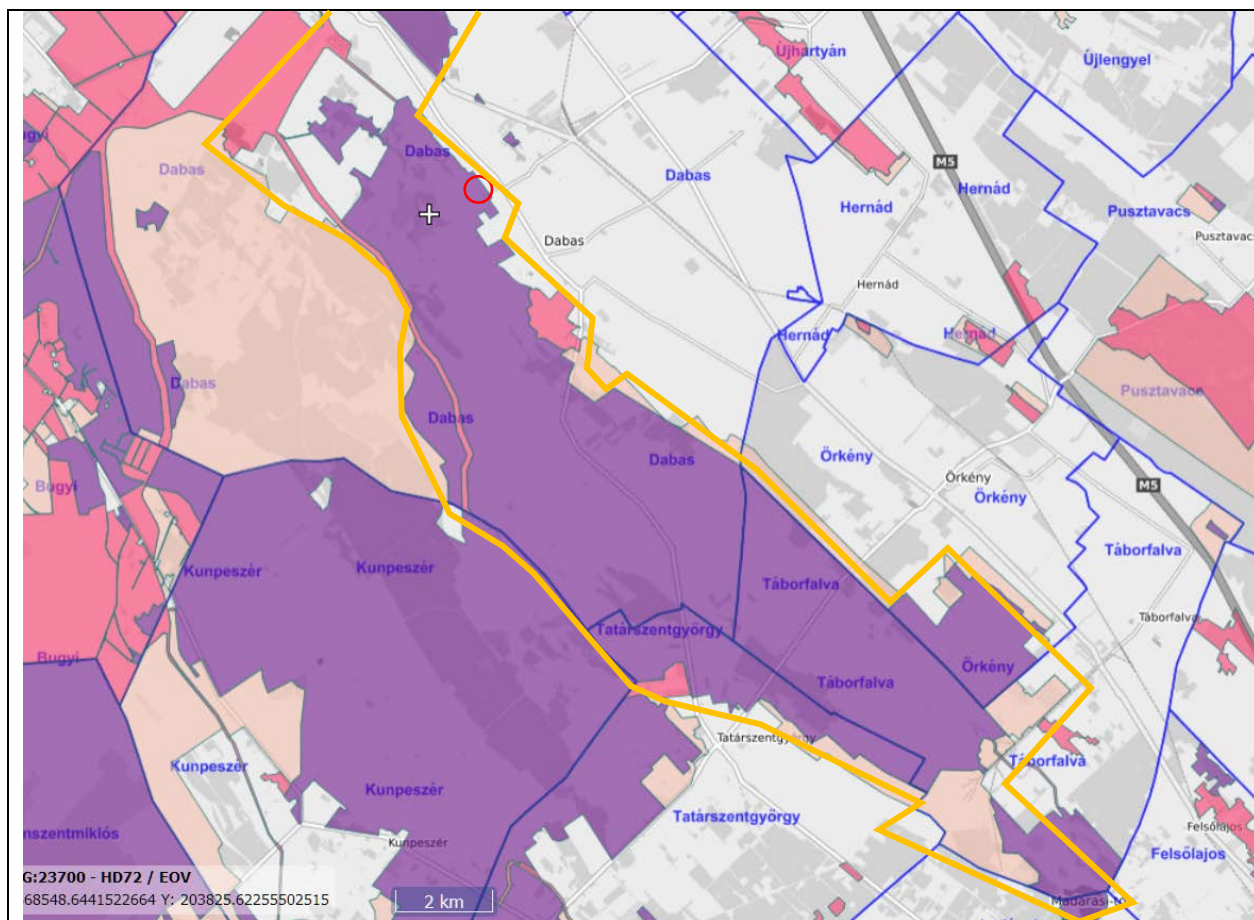 Újhartyán
Újlengyel
Bugyi
Dabas
Dabas
Dabas
M5
Hernád
Hernád
Pusztavacs
Pusztavacs
Dabas
Hernád
Hernád
Hernád
Pusztavacs
Dabas
Dabas
Dabas
Örkény
Örkény
Örkény
M5
Bugyi
Táborfalva
Kunpeszér
Kunpeszér
Táborfalva
Táborfalva
Tatárszentgyörgy
Bugyi
Örkény
Táborfalva
Tatárszentgyörgy
Kunpeszér
Táborfalva
Kunpeszér
Tatárszentgyörgy
Felsőlajos
nszentmiklós
Kunpeszér
Felsőlajos
G:23700 - HD72 / EOV
68548.6441522664 Y: 203825.62255502515
2 km
Madarasi-tó